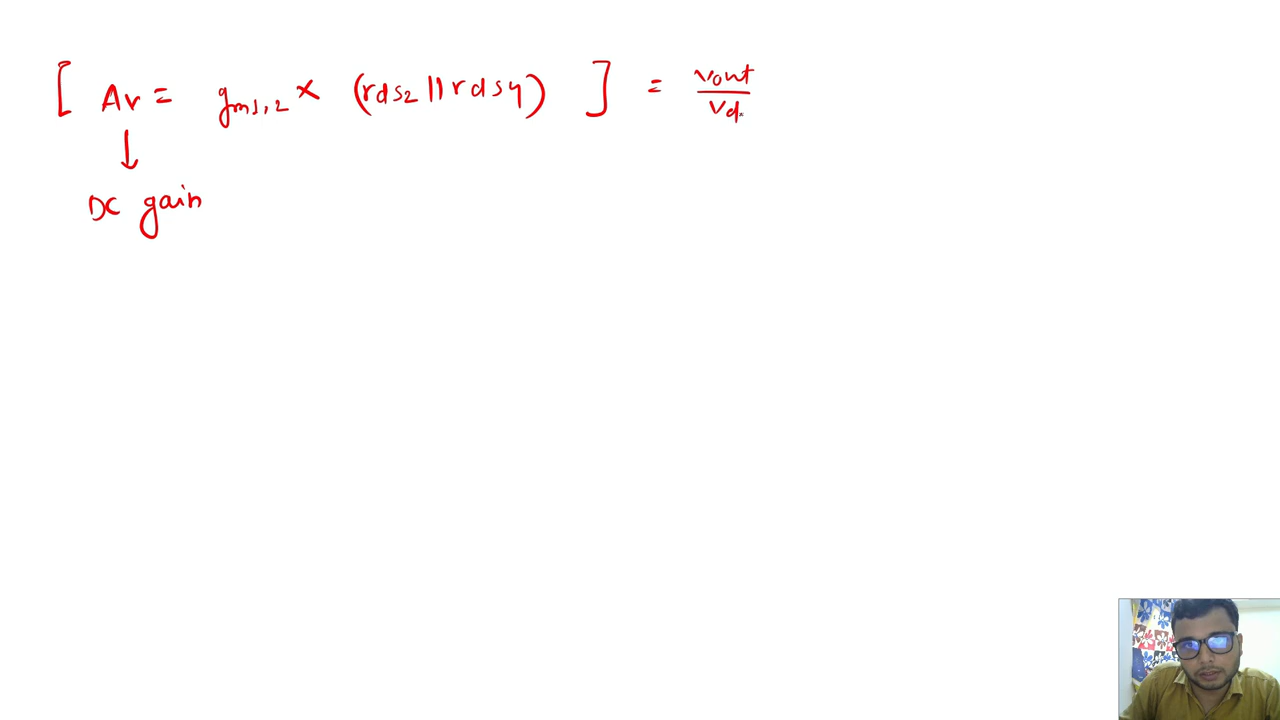 [ Av = gm1,2 × (rds2 || rds4) ] = vout/vd.
↓
DC gain